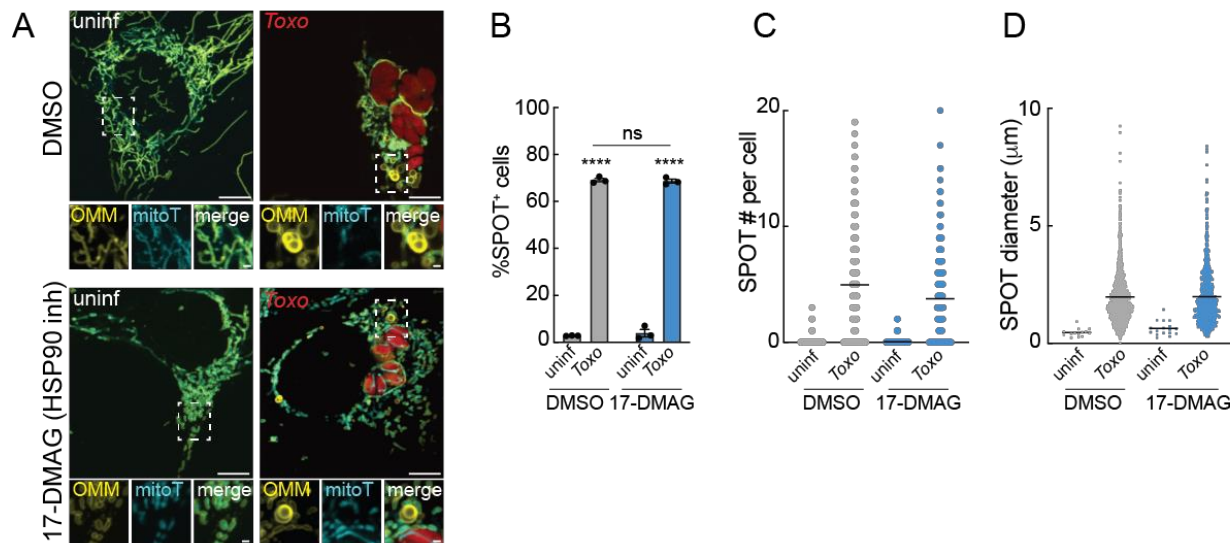 A
uninf
Toxo
DMSO
OMM
mitoT
merge
OMM
mitoT
merge
uninf
Toxo
17-DMAG (HSP90 inh)
OMM
mitoT
merge
OMM
mitoT
merge
B
%SPOT+ cells
100
80
60
40
20
0
ns
****
****
uninf
Toxo
uninf
Toxo
DMSO
17-DMAG
C
SPOT # per cell
20
10
0
uninf
Toxo
uninf
Toxo
DMSO
17-DMAG
D
SPOT diameter (µm)
10
5
0
uninf
Toxo
uninf
Toxo
DMSO
17-DMAG